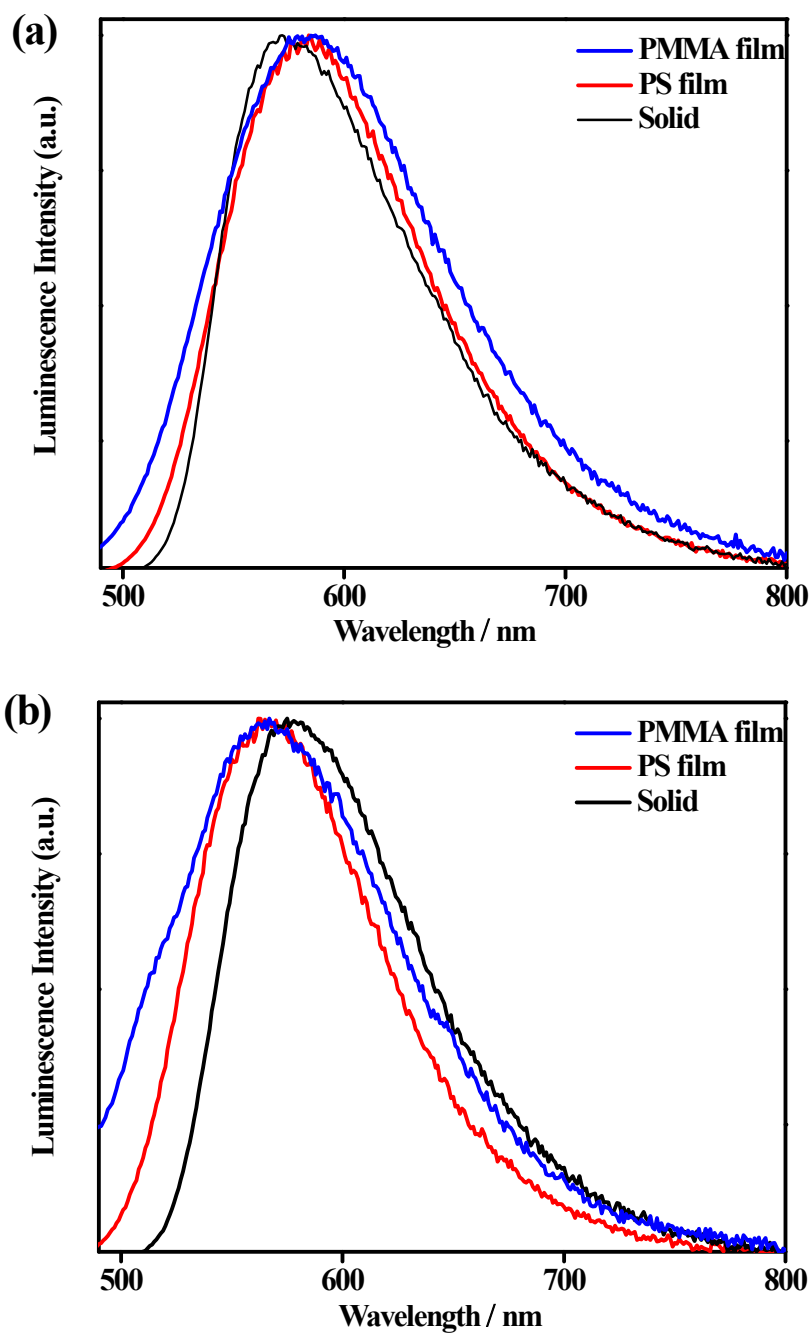 (a)
PMMA film
PS film
Solid
Luminescence Intensity (a.u.)
500 600 700 800
Wavelength / nm
(b)
PMMA film
PS film
Solid
Luminescence Intensity (a.u.)
500 600 700 800
Wavelength / nm